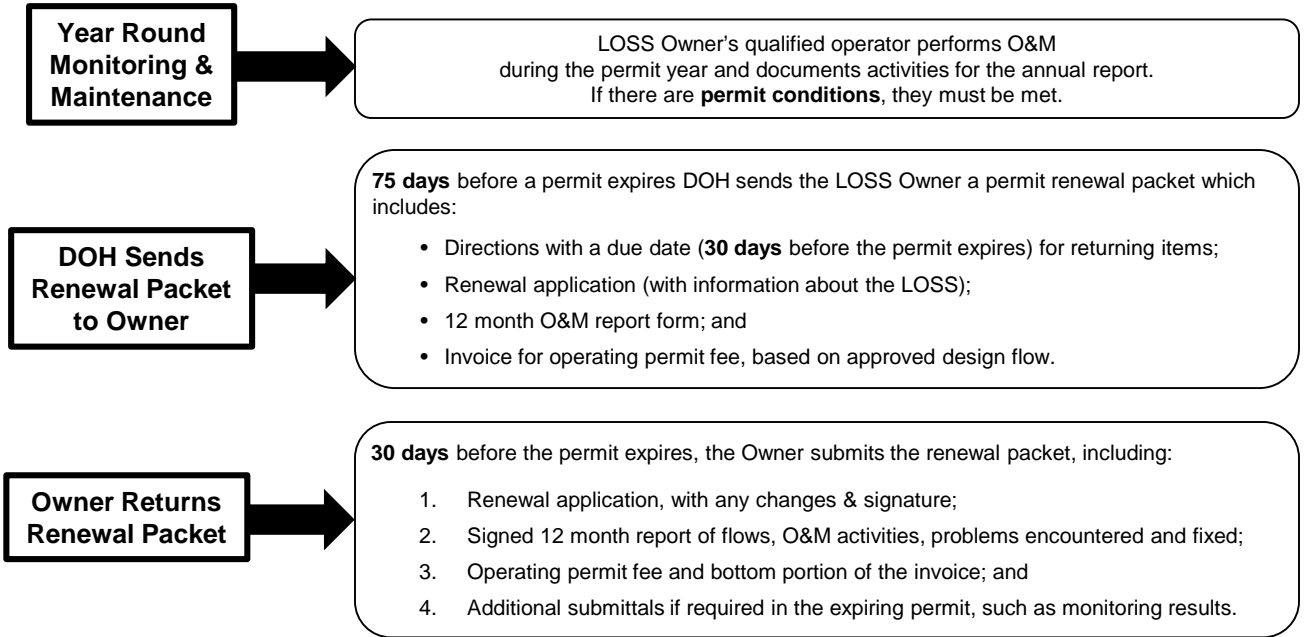 Year Round
Monitoring &
Maintenance
LOSS Owner's qualified operator performs O&M
during the permit year and documents activities for the annual report.
If there are permit conditions, they must be met.
DOH Sends
Renewal Packet
to Owner
75 days before a permit expires DOH sends the LOSS Owner a permit renewal packet which
includes:
• Directions with a due date (30 days before the permit expires) for returning items;
• Renewal application (with information about the LOSS);
• 12 month O&M report form; and
• Invoice for operating permit fee, based on approved design flow.
Owner Returns
Renewal Packet
30 days before the permit expires, the Owner submits the renewal packet, including:
1. Renewal application, with any changes & signature;
2. Signed 12 month report of flows, O&M activities, problems encountered and fixed;
3. Operating permit fee and bottom portion of the invoice; and
4. Additional submittals if required in the expiring permit, such as monitoring results.